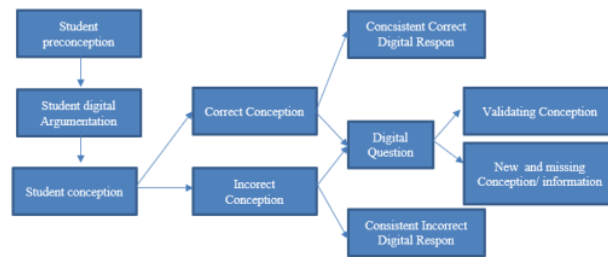 Student
preconception
Student digital
Argumentation
Student conception
Correct Conception
Incorect
Conception
Concsistent Correct
Digital Respon
Digital
Question
Consistent Incorrect
Digital Respon
Validating Conception
New and missing
Conception/ information